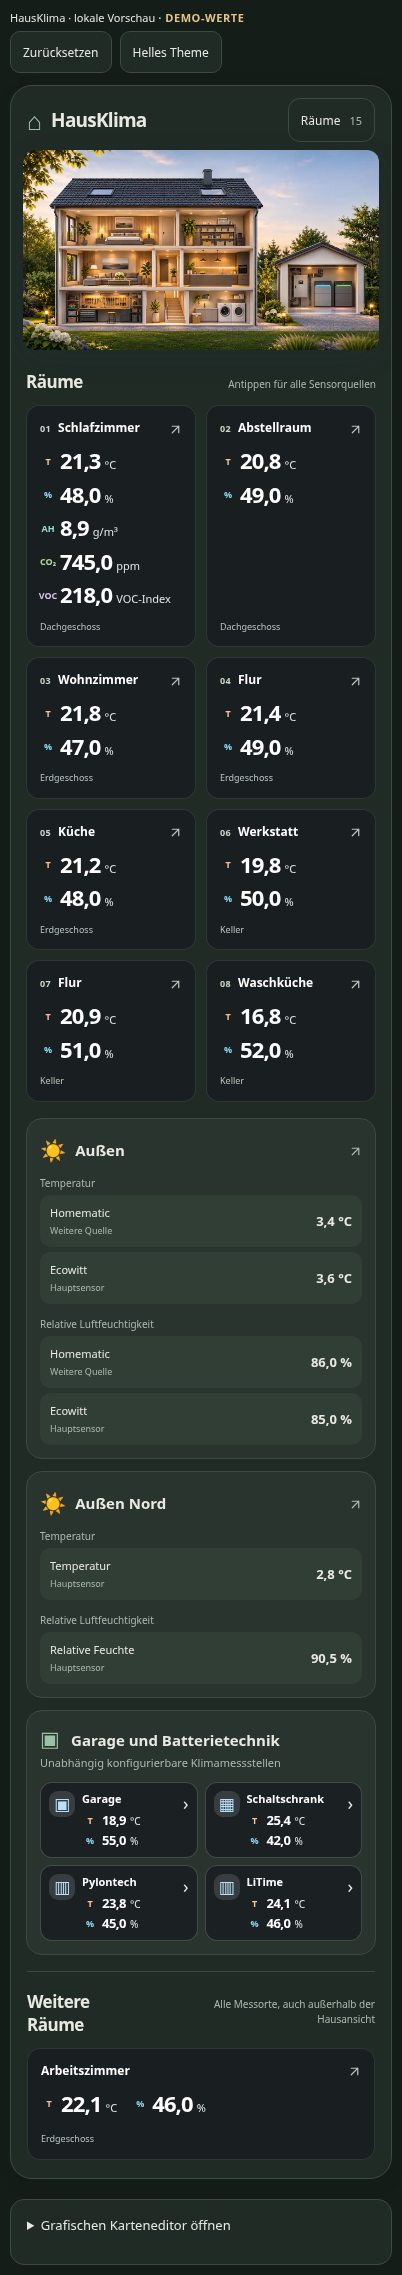 HausKlima · lokale Vorschau · DEMO-WERTE
Zurücksetzen Helles Theme
HausKlima
Räume 15
Räume
Antippen für alle Sensorquellen
01 Schlafzimmer
T 21,3 °C
% 48,0 %
AH 8,9 g/m³
CO₂ 745,0 ppm
VOC 218,0 VOC-Index
Dachgeschoss
02 Abstellraum
T 20,8 °C
% 49,0 %
Dachgeschoss
03 Wohnzimmer
T 21,8 °C
% 47,0 %
Erdgeschoss
04 Flur
T 21,4 °C
% 49,0 %
Erdgeschoss
05 Küche
T 21,2 °C
% 48,0 %
Erdgeschoss
06 Werkstatt
T 19,8 °C
% 50,0 %
Keller
07 Flur
T 20,9 °C
% 51,0 %
Keller
08 Waschküche
T 16,8 °C
% 52,0 %
Keller
Außen
Temperatur
Homematic
Weitere Quelle
3,4 °C
Ecowitt
Hauptsensor
3,6 °C
Relative Luftfeuchtigkeit
Homematic
Weitere Quelle
86,0 %
Ecowitt
Hauptsensor
85,0 %
Außen Nord
Temperatur
Temperatur
Hauptsensor
2,8 °C
Relative Luftfeuchtigkeit
Relative Feuchte
Hauptsensor
90,5 %
Garage und Batterietechnik
Unabhängig konfigurierbare Klimamessstellen
Garage
T 18,9 °C
% 55,0 %
Schaltschrank
T 25,4 °C
% 42,0 %
Pylontech
T 23,8 °C
% 45,0 %
LiTime
T 24,1 °C
% 46,0 %
Weitere
Räume
Alle Messorte, auch außerhalb der
Hausansicht
Arbeitszimmer
T 22,1 °C % 46,0 %
Erdgeschoss
Grafischen Karteneditor öffnen